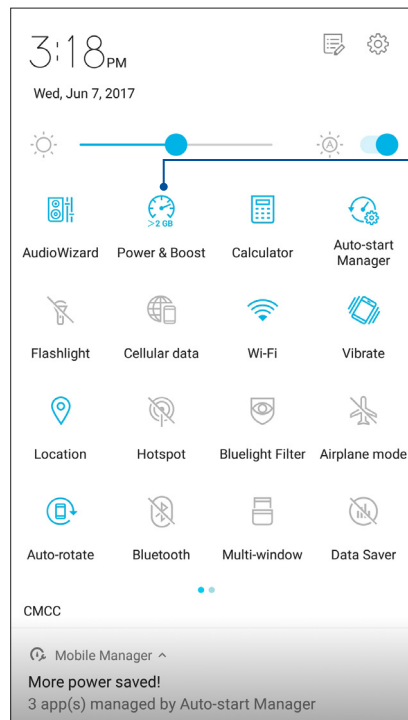 3:18 PM
Wed, Jun 7, 2017
A
>2 GB
AudioWizard Power & Boost Calculator Auto-start Manager
Flashlight Cellular data Wi-Fi Vibrate
Location Hotspot Bluelight Filter Airplane mode
Auto-rotate Bluetooth Multi-window Data Saver
CMCC
Mobile Manager
More power saved!
3 app(s) managed by Auto-start Manager